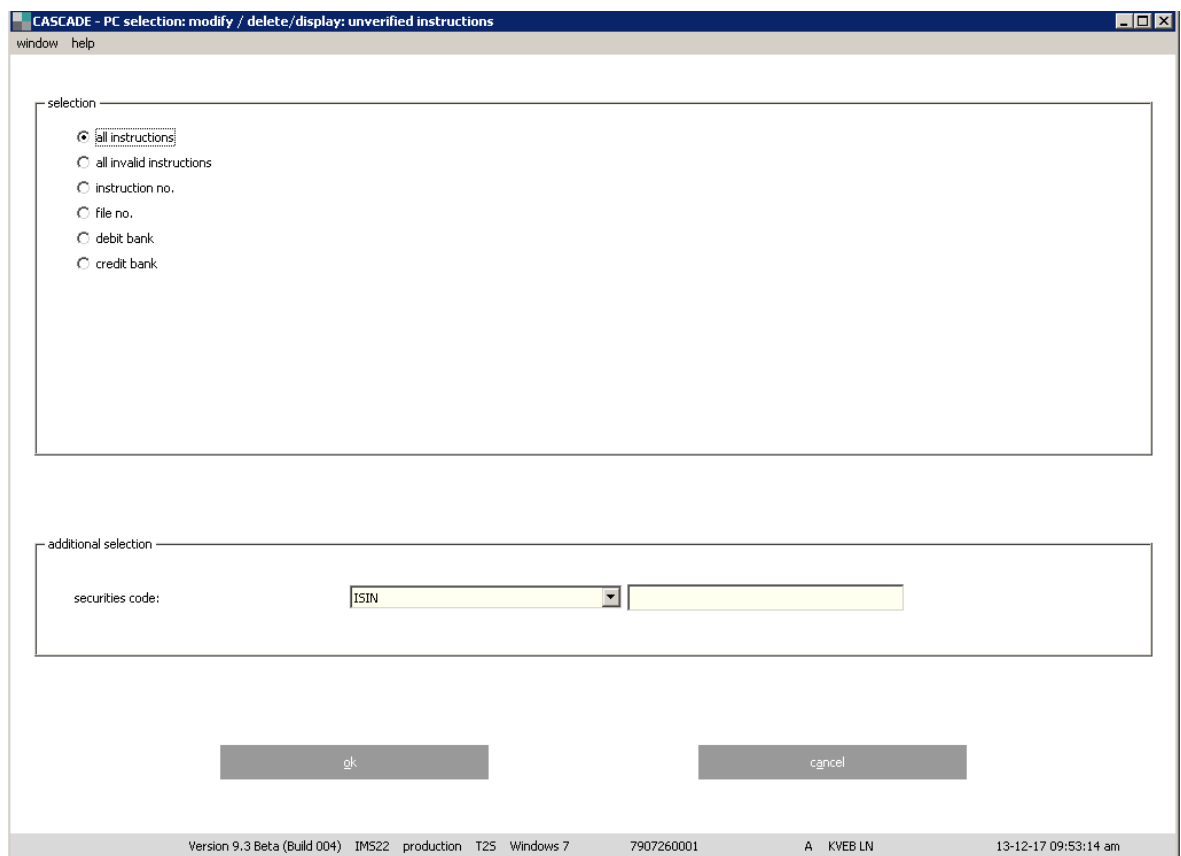 CASCADE - PC selection: modify / delete/display: unverified instructions
window help
selection
all instructions
all invalid instructions
instruction no.
file no.
debit bank
credit bank
additional selection
securities code: ISIN
ok cancel
Version 9.3 Beta (Build 004) IMS22 production T2S Windows 7 7907260001 A KVEB LN 13-12-17 09:53:14 am